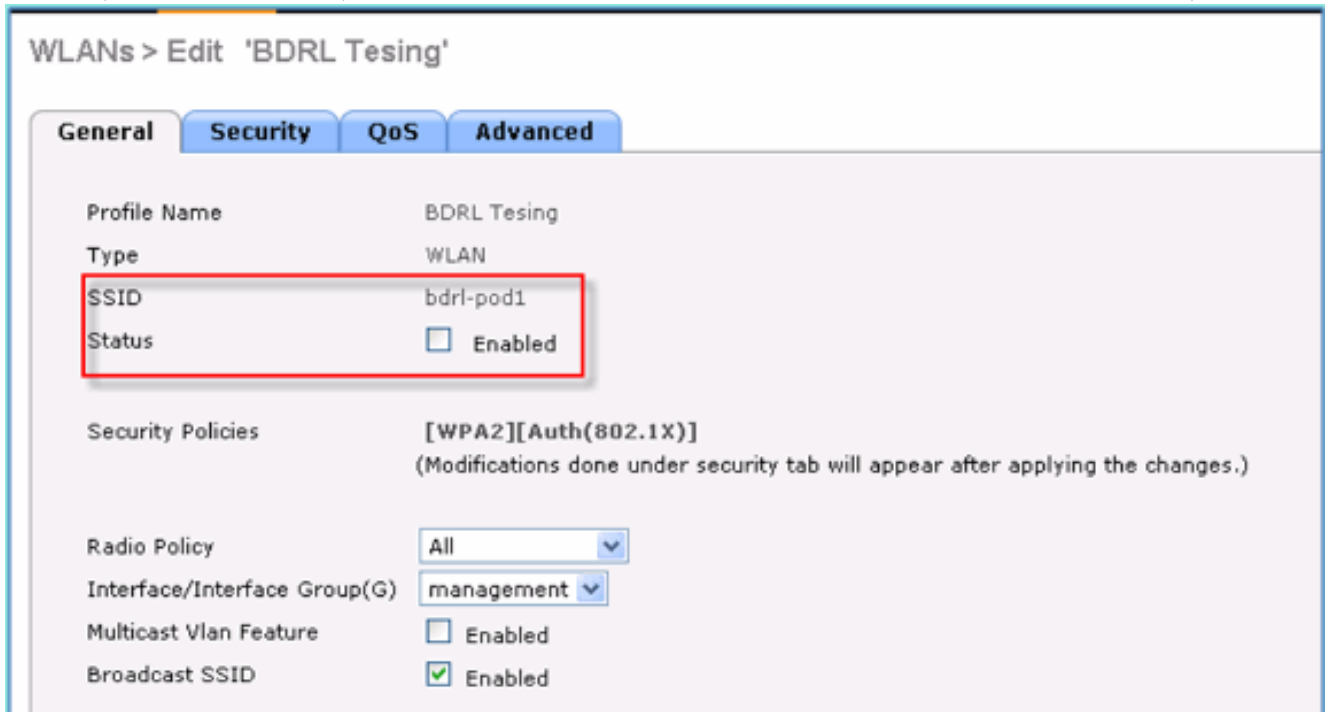 WLANs > Edit 'BDRL Tesing'
General Security QoS Advanced
Profile Name BDRL Tesing
Type WLAN
SSID bdrl-pod1
Status Enabled
Security Policies [WPA2][Auth(802.1X)]
(Modifications done under security tab will appear after applying the changes.)
Radio Policy All
Interface/Interface Group(G) management
Multicast Vlan Feature Enabled
Broadcast SSID Enabled